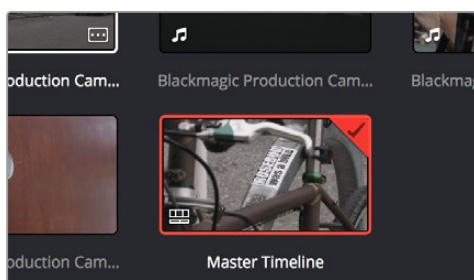 oduction Cam...
Blackmagic Production Cam...
Blackmag
oduction Cam...
Master Timeline